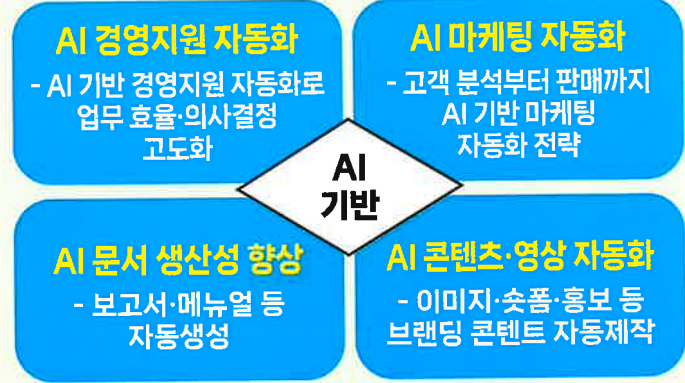 AI 경영지원 자동화
- AI 기반 경영지원 자동화로
업무 효율·의사결정
고도화
AI 마케팅 자동화
- 고객 분석부터 판매까지
AI 기반 마케팅
자동화 전략
AI
기반
AI 문서 생산성 향상
- 보고서·메뉴얼 등
자동생성
AI 콘텐츠·영상 자동화
- 이미지·숏폼·홍보 등
브랜딩 콘텐트 자동제작